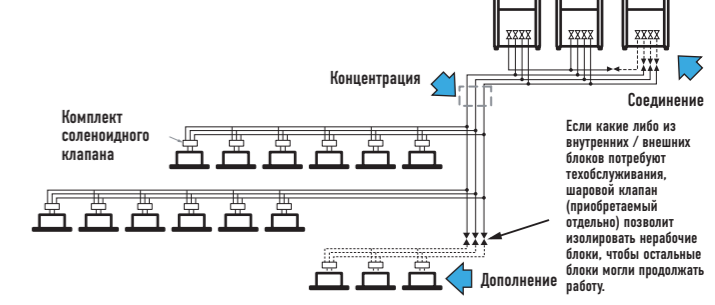 Концентрация
Соединение
Комплект
соленоидного
клапана
Если какие либо из
внутренних / внешних
блоков потребуют
техобслуживания,
шаровой клапан
(приобретаемый
отдельно) позволит
изолировать нерабочие
блоки, чтобы остальные
блоки могли продолжать
работу.
Дополнение